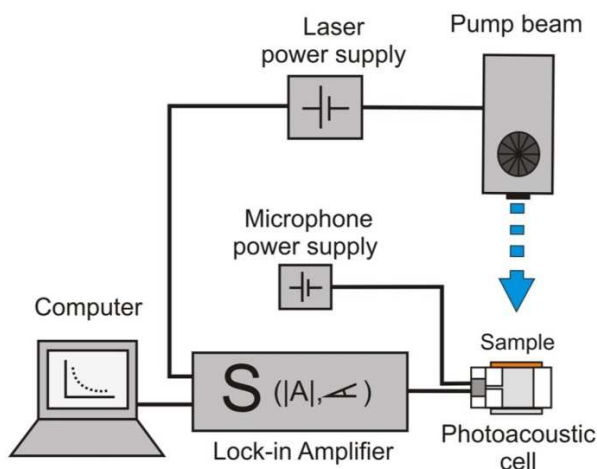 Laser
power supply
Pump beam
Microphone
power supply
Computer
Sample
S (|A|,∡)
Lock-in Amplifier
Photoacoustic
cell